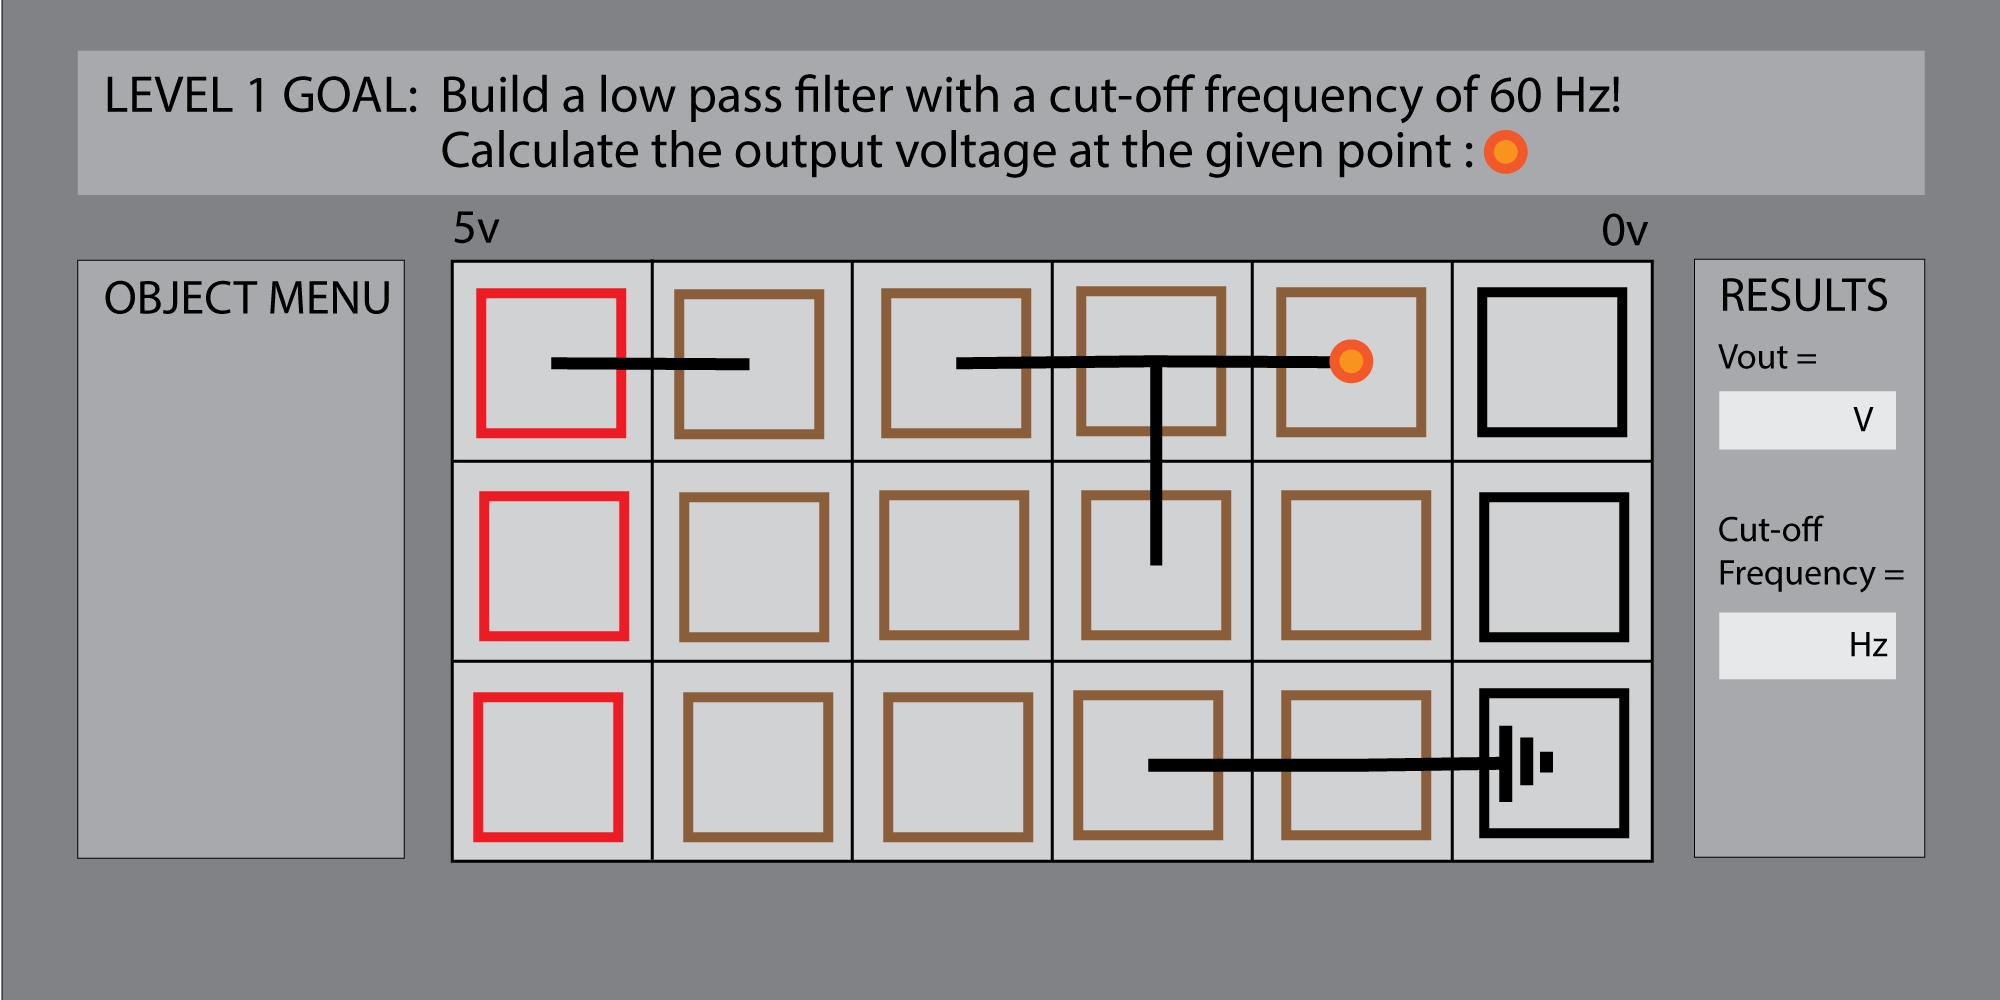 LEVEL 1 GOAL: Build a low pass filter with a cut-off frequency of 60 Hz!
Calculate the output voltage at the given point :
5v
0v
OBJECT MENU
RESULTS
Vout =
V
Cut-off
Frequency =
Hz